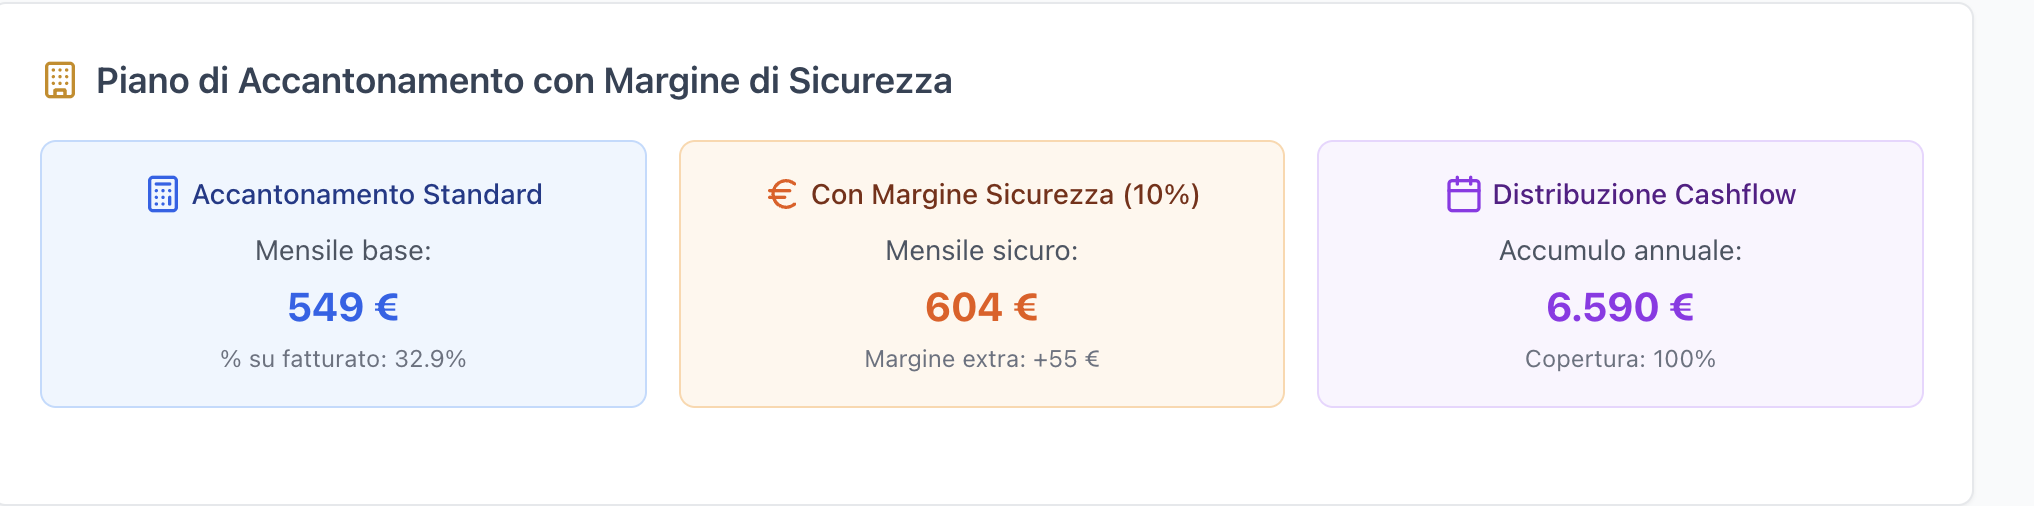 Piano di Accantonamento con Margine di Sicurezza
Accantonamento Standard
Mensile base:
549 €
% su fatturato: 32.9%
Con Margine Sicurezza (10%)
Mensile sicuro:
604 €
Margine extra: +55 €
Distribuzione Cashflow
Accumulo annuale:
6.590 €
Copertura: 100%